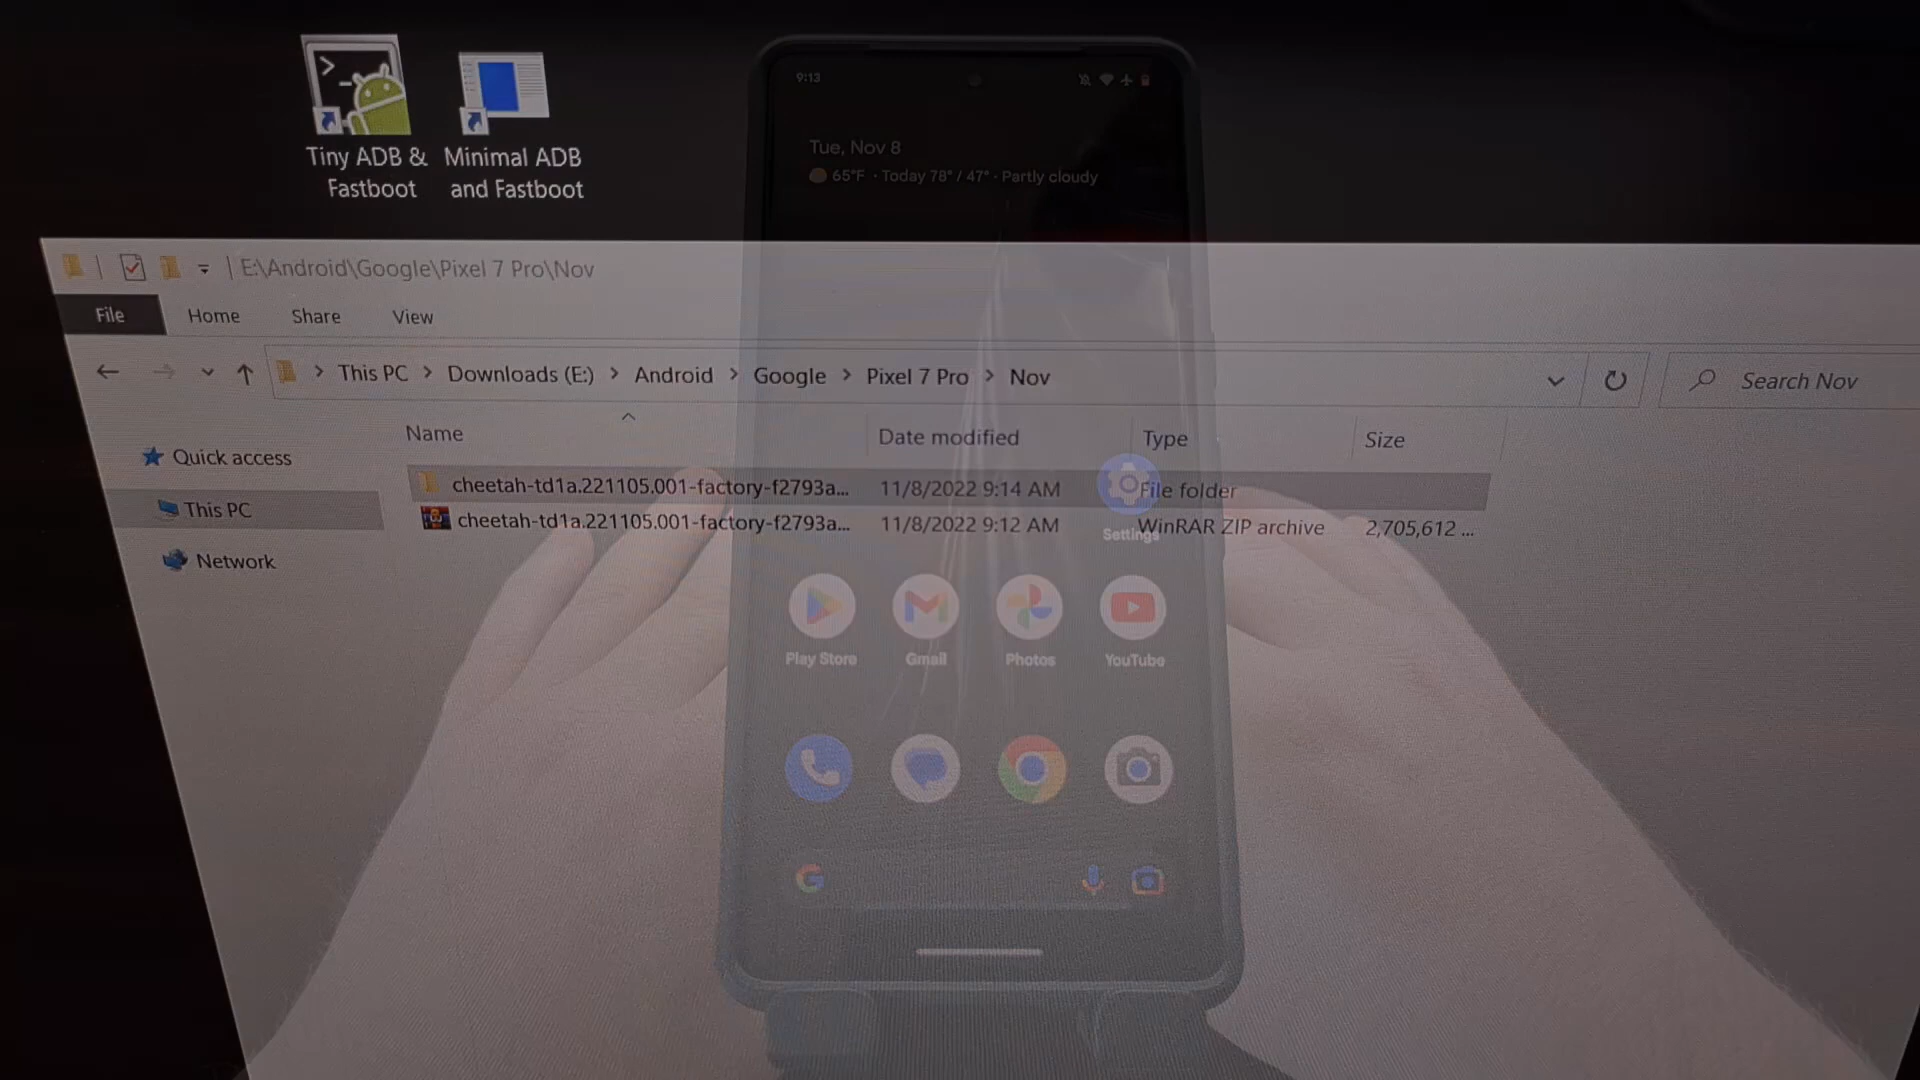 Tiny ADB &
Fastboot
Minimal ADB
and Fastboot
9:13
Tue, Nov 8
65°F · Today 78° / 47° · Partly cloudy
E:\Android\Google\Pixel 7 Pro\Nov
File Home Share View
This PC > Downloads (E:) > Android > Google > Pixel 7 Pro > Nov
Search Nov
Name Date modified Type Size
Quick access
This PC
Network
cheetah-td1a.221105.001-factory-f2793a... 11/8/2022 9:14 AM File folder
cheetah-td1a.221105.001-factory-f2793a... 11/8/2022 9:12 AM WinRAR ZIP archive 2,705,612 ...
Settings
Play Store Gmail Photos YouTube